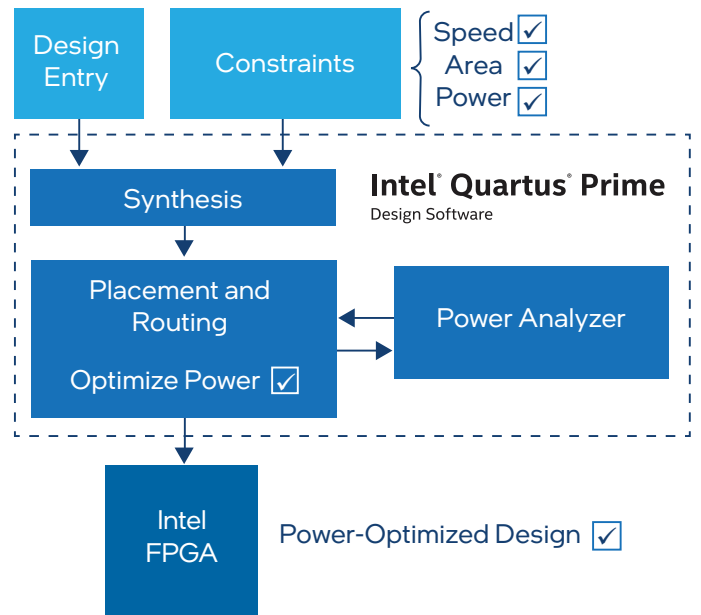 Design
Entry
Constraints
Speed
Area
Power
Synthesis
Intel® Quartus® Prime
Design Software
Placement and
Routing
Optimize Power
Power Analyzer
Intel
FPGA
Power-Optimized Design